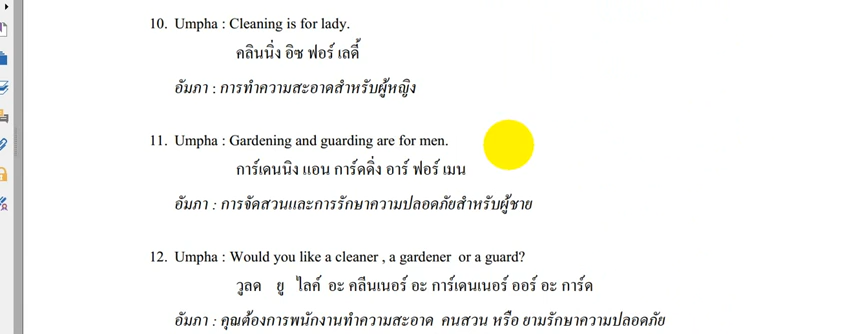 10. Umpha : Cleaning is for lady.
คลินนิ่ง อิซ ฟอร์ เลดี้
อัมภา : การทำความสะอาดสำหรับผู้หญิง
11. Umpha : Gardening and guarding are for men.
การ์เดนนิง แอน การ์ดดิ่ง อาร์ ฟอร์ เมน
อัมภา : การจัดสวนและการรักษาความปลอดภัยสำหรับผู้ชาย
12. Umpha : Would you like a cleaner , a gardener or a guard?
วูลด ยู ไลค์ อะ คลีนเนอร์ อะ การ์เดนเนอร์ ออร์ อะ การ์ด
อัมภา : คุณต้องการพนักงานทำความสะอาด คนสวน หรือ ยามรักษาความปลอดภัย